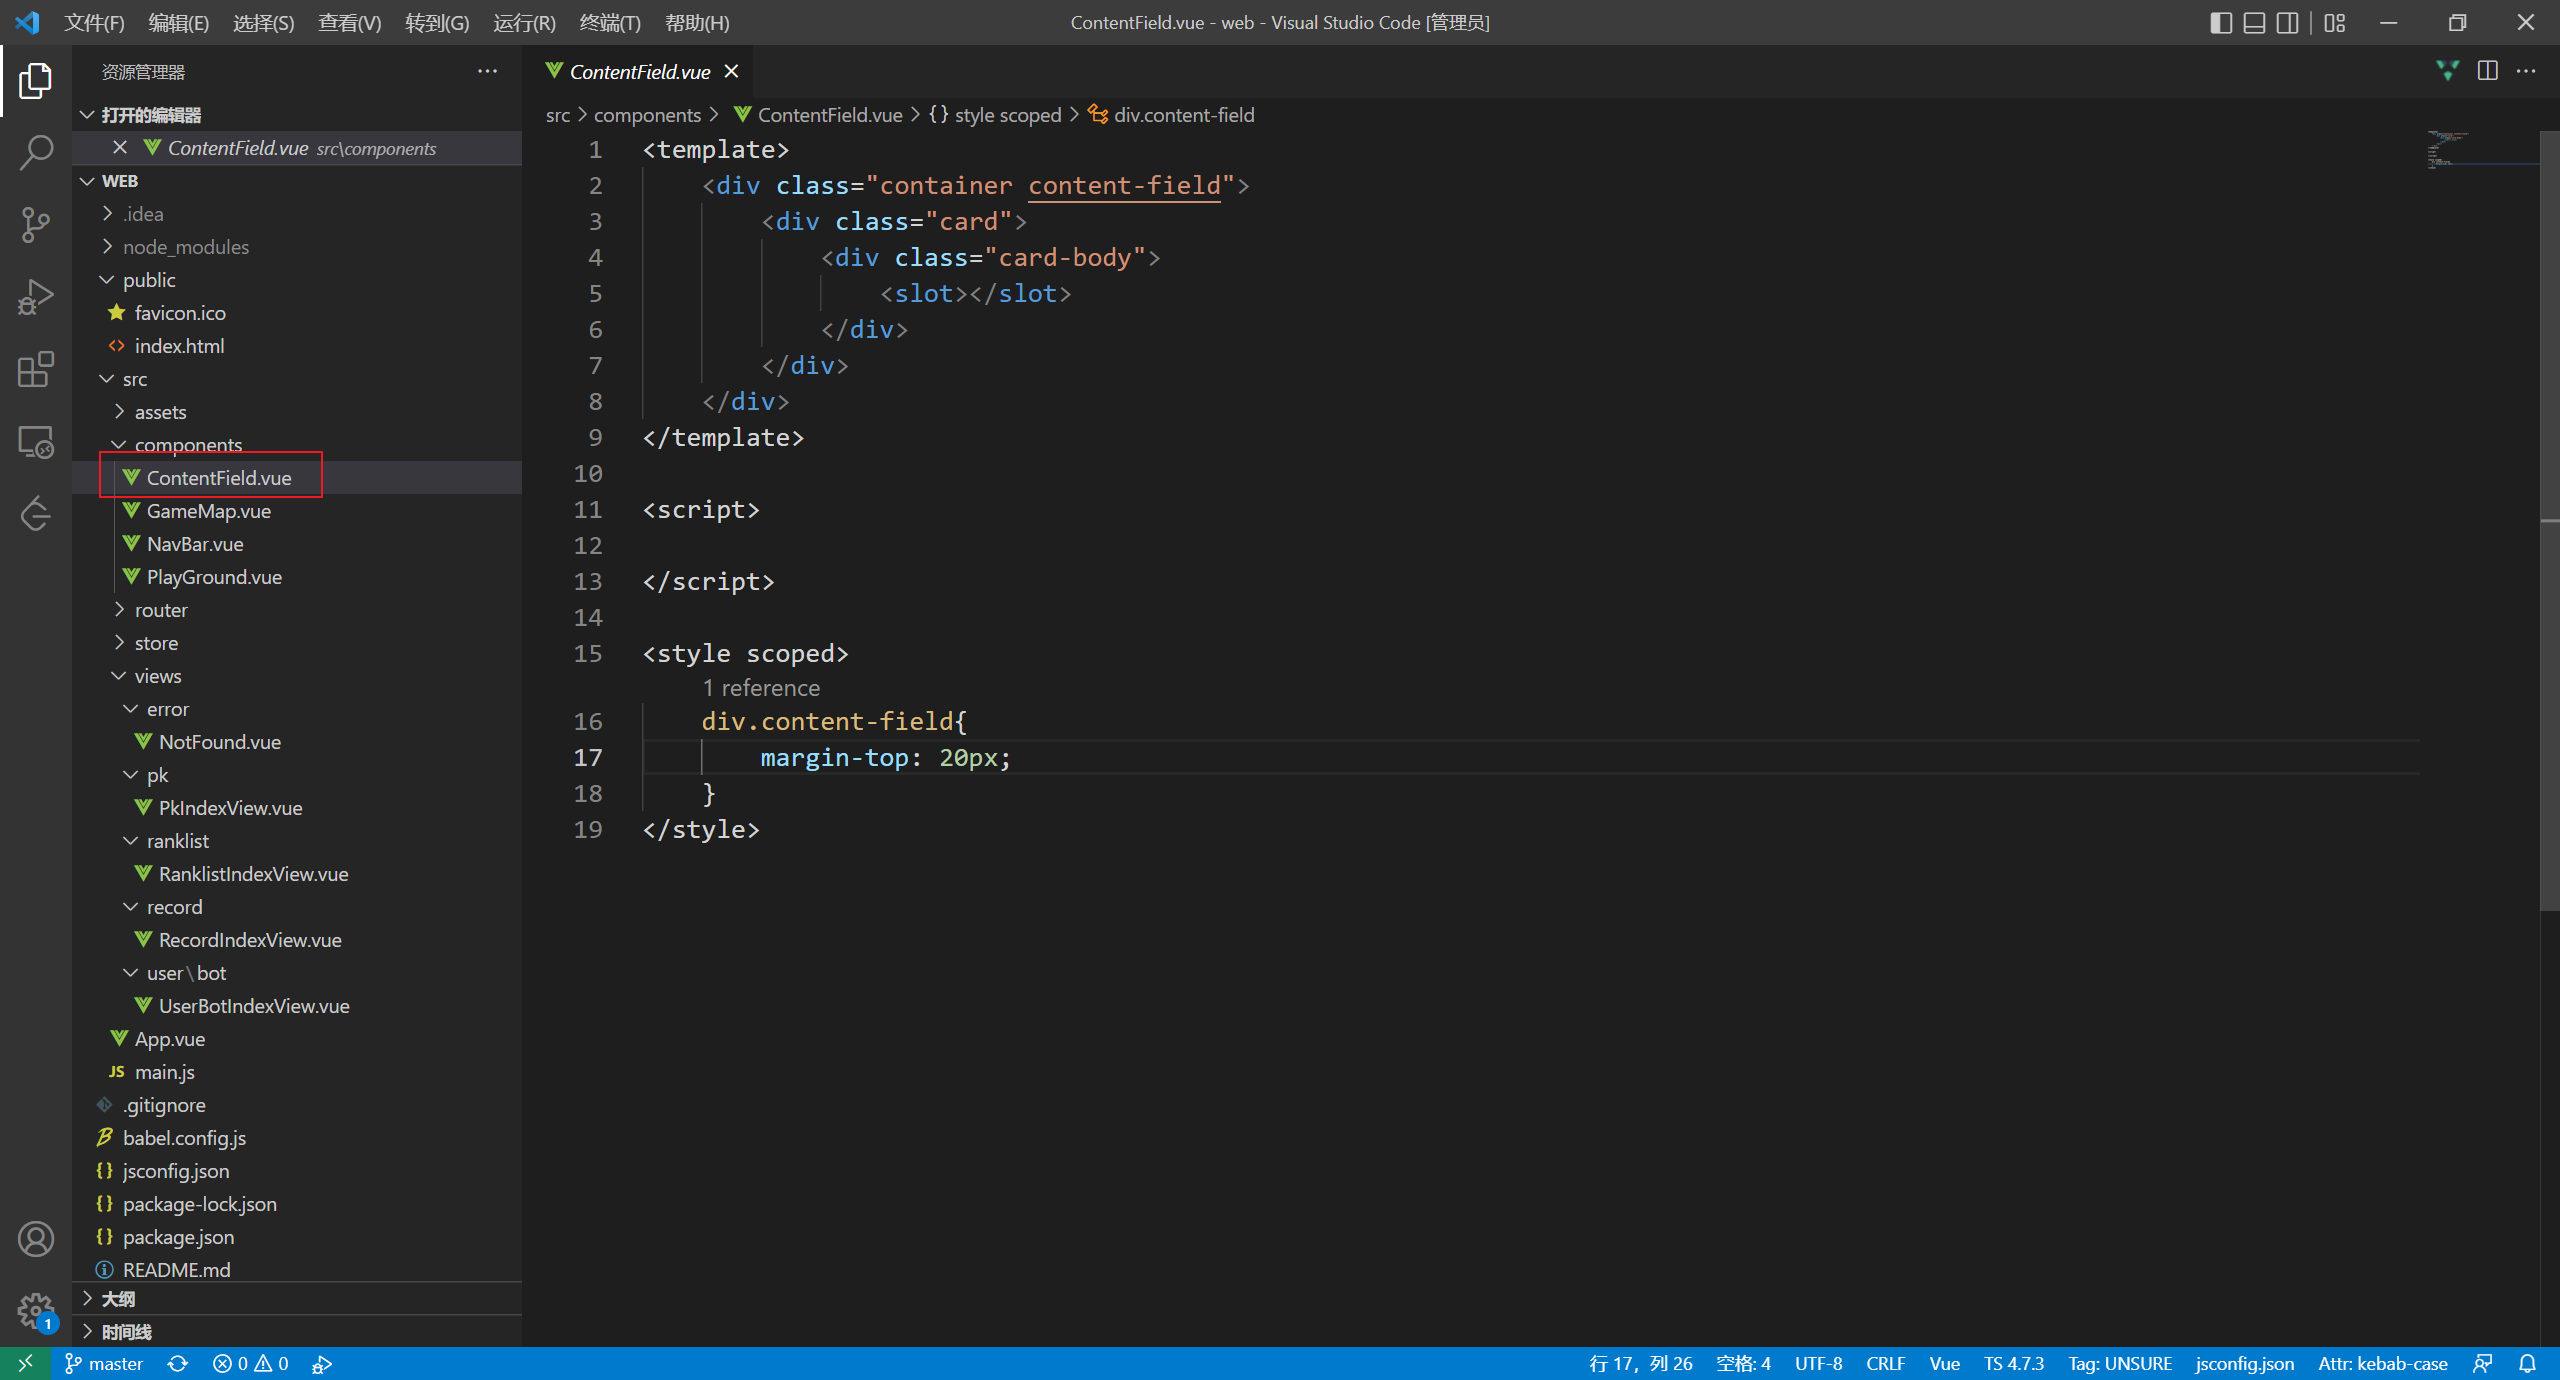 文件(F) 编辑(E) 选择(S) 查看(V) 转到(G) 运行(R) 终端(T) 帮助(H)
ContentField.vue - web - Visual Studio Code [管理员]
资源管理器
打开的编辑器
ContentField.vue src\components
WEB
.idea
node_modules
public
favicon.ico
index.html
src
assets
components
ContentField.vue
GameMap.vue
NavBar.vue
PlayGround.vue
router
store
views
error
NotFound.vue
pk
PkIndexView.vue
ranklist
RanklistIndexView.vue
record
RecordIndexView.vue
user\bot
UserBotIndexView.vue
App.vue
JS main.js
.gitignore
babel.config.js
{} jsconfig.json
{} package-lock.json
{} package.json
README.md
大纲
时间线
1
ContentField.vue
src > components > ContentField.vue > {} style scoped > div.content-field
1 <template>
2 <div class="container content-field">
3 <div class="card">
4 <div class="card-body">
5 <slot></slot>
6 </div>
7 </div>
8 </div>
9 </template>
10
11 <script>
12
13 </script>
14
15 <style scoped>
1 reference
16 div.content-field{
17 margin-top: 20px;
18 }
19 </style>
master 0 0 行 17，列 26 空格: 4 UTF-8 CRLF Vue TS 4.7.3 Tag: UNSURE jsconfig.json Attr: kebab-case